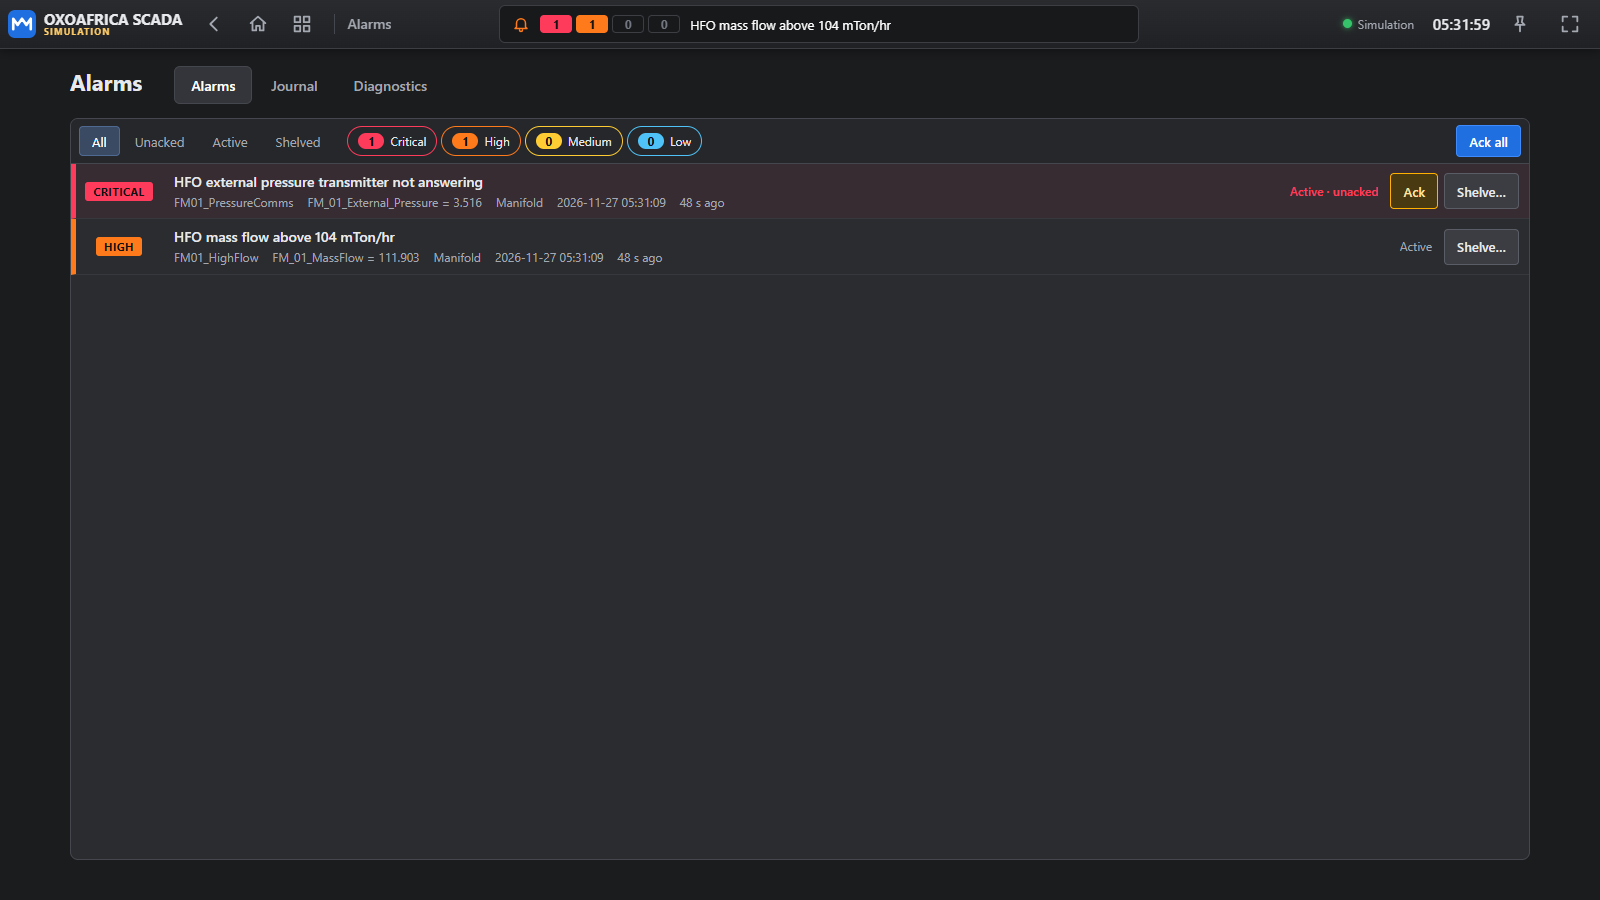 OXOAFRICA SCADA
SIMULATION
Alarms
1 1 0 0 HFO mass flow above 104 mTon/hr
Simulation 05:31:59
Alarms Alarms Journal Diagnostics
All Unacked Active Shelved 1 Critical 1 High 0 Medium 0 Low Ack all
CRITICAL HFO external pressure transmitter not answering
FM01_PressureComms FM_01_External_Pressure = 3.516 Manifold 2026-11-27 05:31:09 48 s ago
Active · unacked Ack Shelve...
HIGH HFO mass flow above 104 mTon/hr
FM01_HighFlow FM_01_MassFlow = 111.903 Manifold 2026-11-27 05:31:09 48 s ago
Active Shelve...